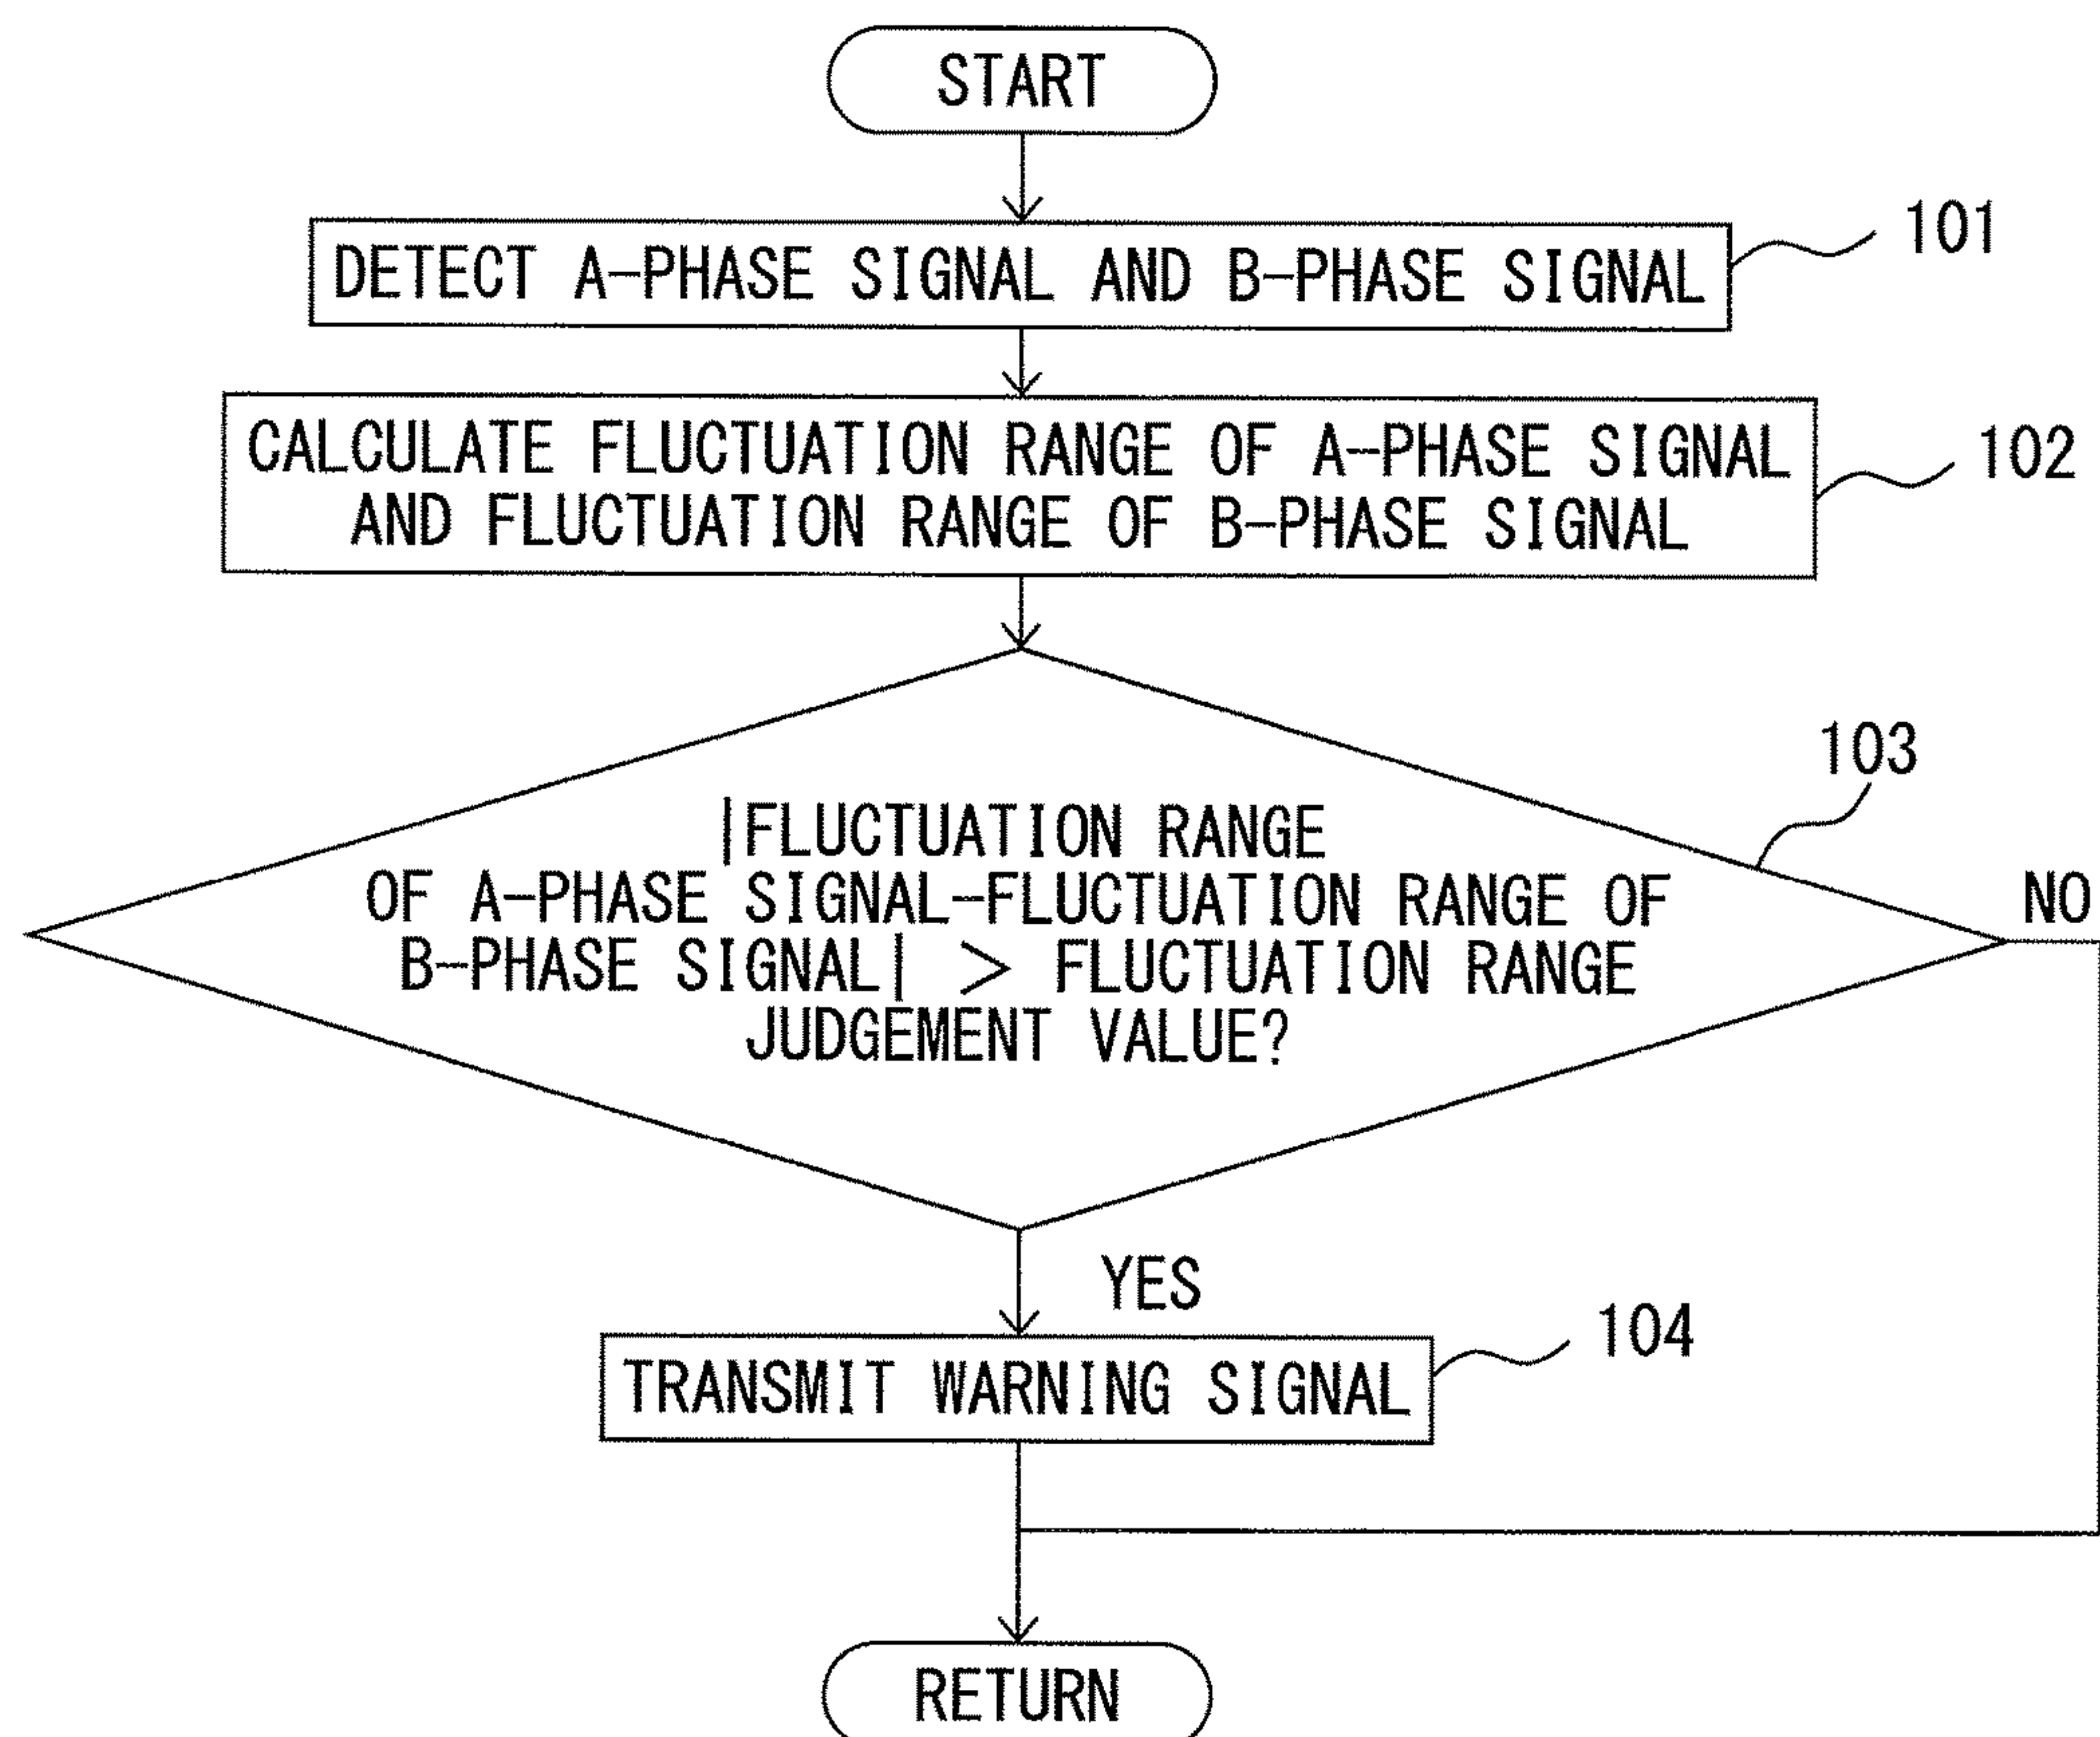 START
DETECT A-PHASE SIGNAL AND B-PHASE SIGNAL
101
CALCULATE FLUCTUATION RANGE OF A-PHASE SIGNAL
AND FLUCTUATION RANGE OF B-PHASE SIGNAL
102
103
|FLUCTUATION RANGE
OF A-PHASE SIGNAL-FLUCTUATION RANGE OF
B-PHASE SIGNAL| > FLUCTUATION RANGE
JUDGEMENT VALUE?
NO
YES
104
TRANSMIT WARNING SIGNAL
RETURN